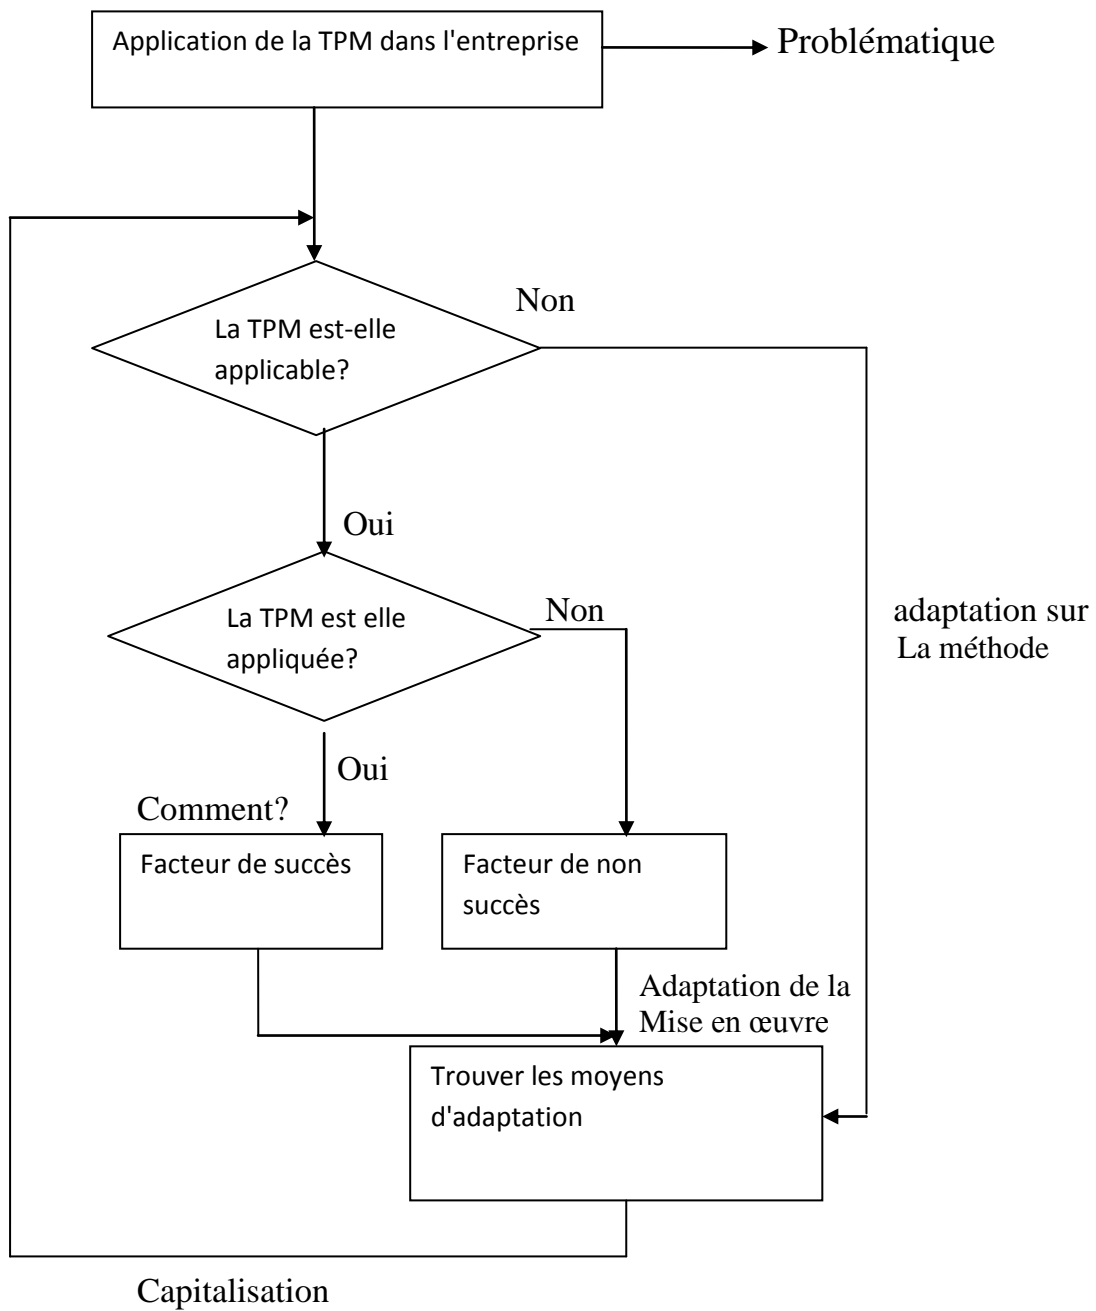 Application de la TPM dans l'entreprise
Problématique
Non
La TPM est-elle
applicable?
Oui
La TPM est elle
appliquée?
Non
adaptation sur
La méthode
Oui
Comment?
Facteur de succès
Facteur de non
succès
Adaptation de la
Mise en œuvre
Trouver les moyens
d'adaptation
Capitalisation